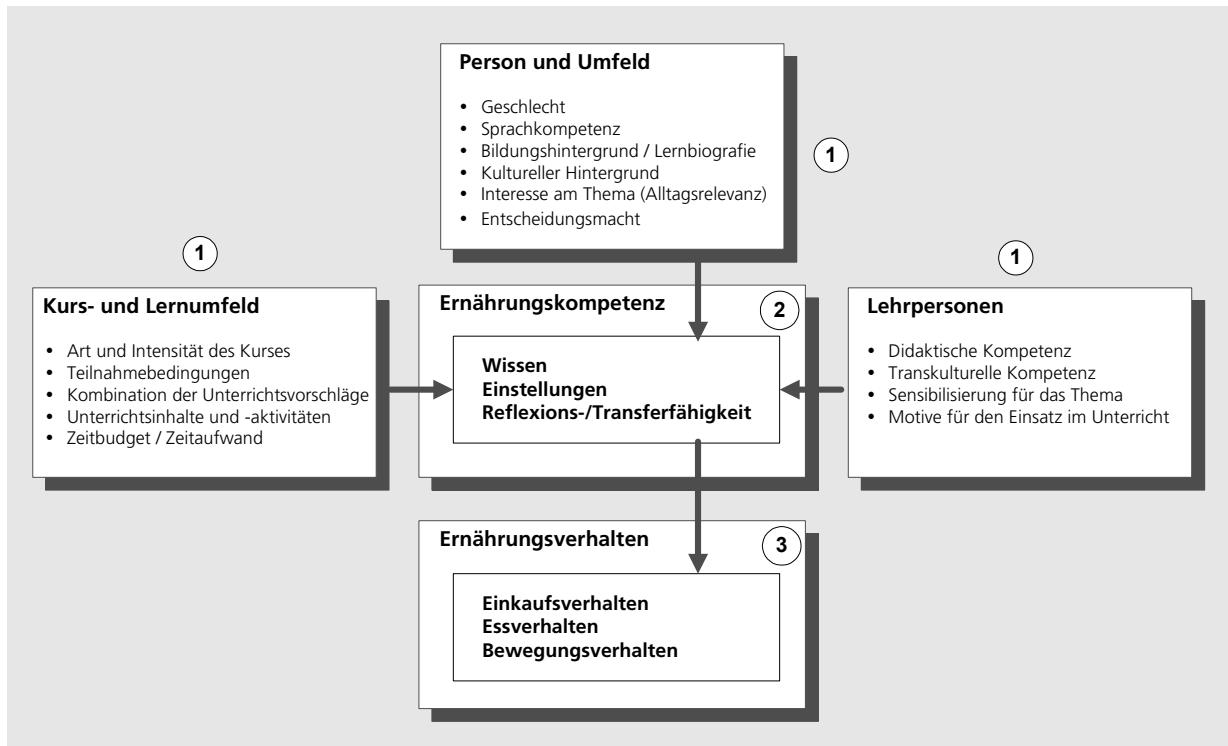 Person und Umfeld
• Geschlecht
• Sprachkompetenz
• Bildungshintergrund / Lernbiografie
• Kultureller Hintergrund
• Interesse am Thema (Alltagsrelevanz)
• Entscheidungsmacht
1
1
Kurs- und Lernumfeld
• Art und Intensität des Kurses
• Teilnahmebedingungen
• Kombination der Unterrichtsvorschläge
• Unterrichtsinhalte und -aktivitäten
• Zeitbudget / Zeitaufwand
Ernährungskompetenz
2
Wissen
Einstellungen
Reflexions-/Transferfähigkeit
1
Lehrpersonen
• Didaktische Kompetenz
• Transkulturelle Kompetenz
• Sensibilisierung für das Thema
• Motive für den Einsatz im Unterricht
Ernährungsverhalten
3
Einkaufsverhalten
Essverhalten
Bewegungsverhalten